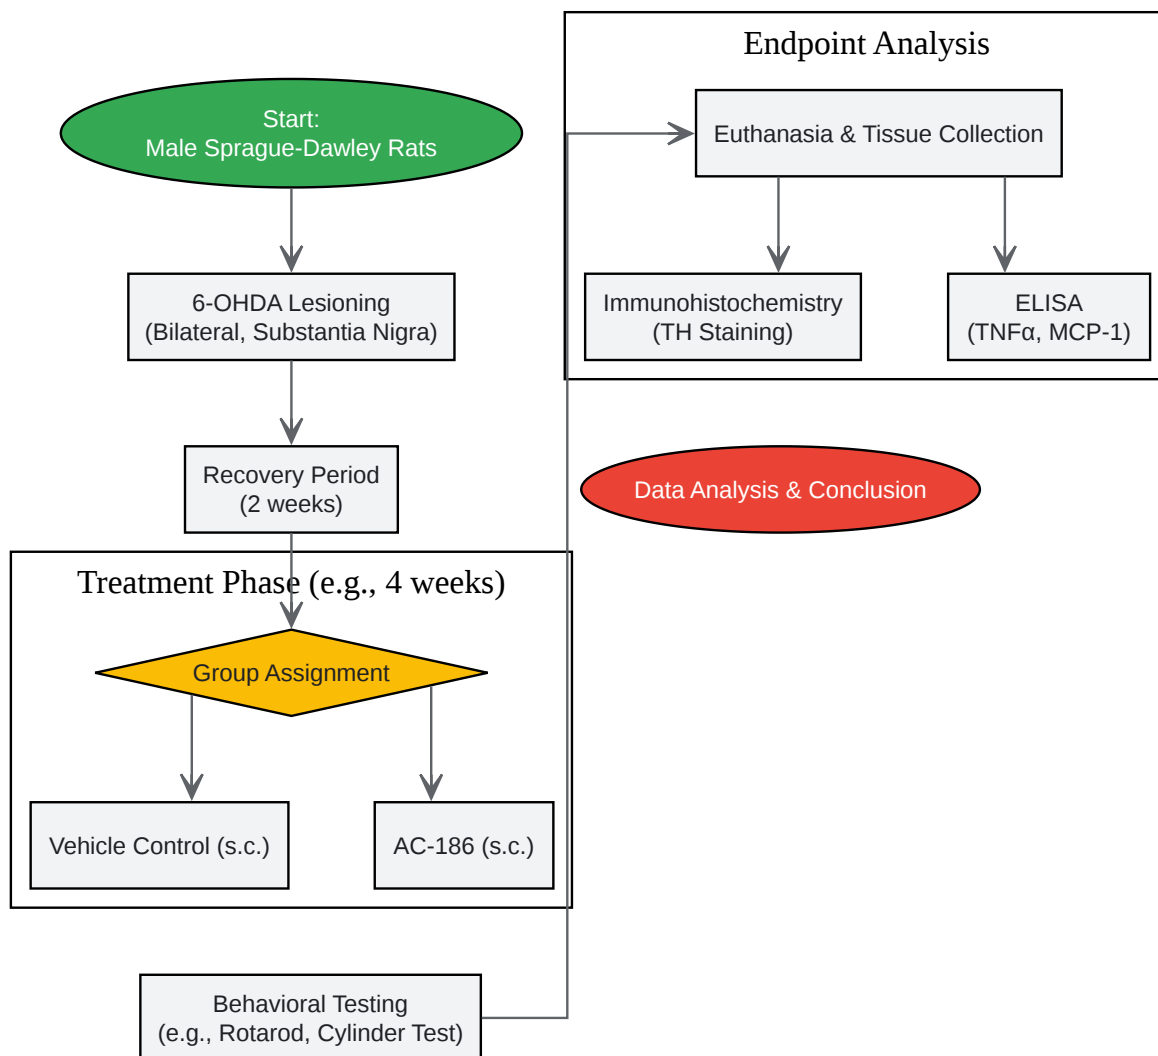 Start:
Male Sprague-Dawley Rats
6-OHDA Lesioning
(Bilateral, Substantia Nigra)
Recovery Period
(2 weeks)
Treatment Phase (e.g., 4 weeks)
Group Assignment
Vehicle Control (s.c.)
AC-186 (s.c.)
Behavioral Testing
(e.g., Rotarod, Cylinder Test)
Endpoint Analysis
Euthanasia & Tissue Collection
Immunohistochemistry
(TH Staining)
ELISA
(TNFα, MCP-1)
Data Analysis & Conclusion